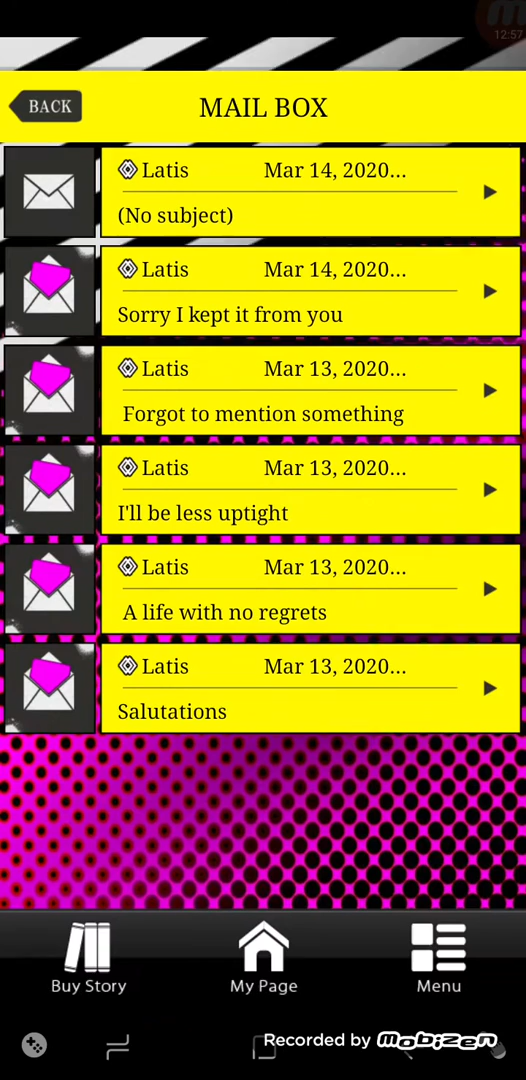 12:57
BACK
MAIL BOX
Latis Mar 14, 2020...
(No subject)
Latis Mar 14, 2020...
Sorry I kept it from you
Latis Mar 13, 2020...
Forgot to mention something
Latis Mar 13, 2020...
I'll be less uptight
Latis Mar 13, 2020...
A life with no regrets
Latis Mar 13, 2020...
Salutations
Buy Story My Page Menu
Recorded by Mobizen